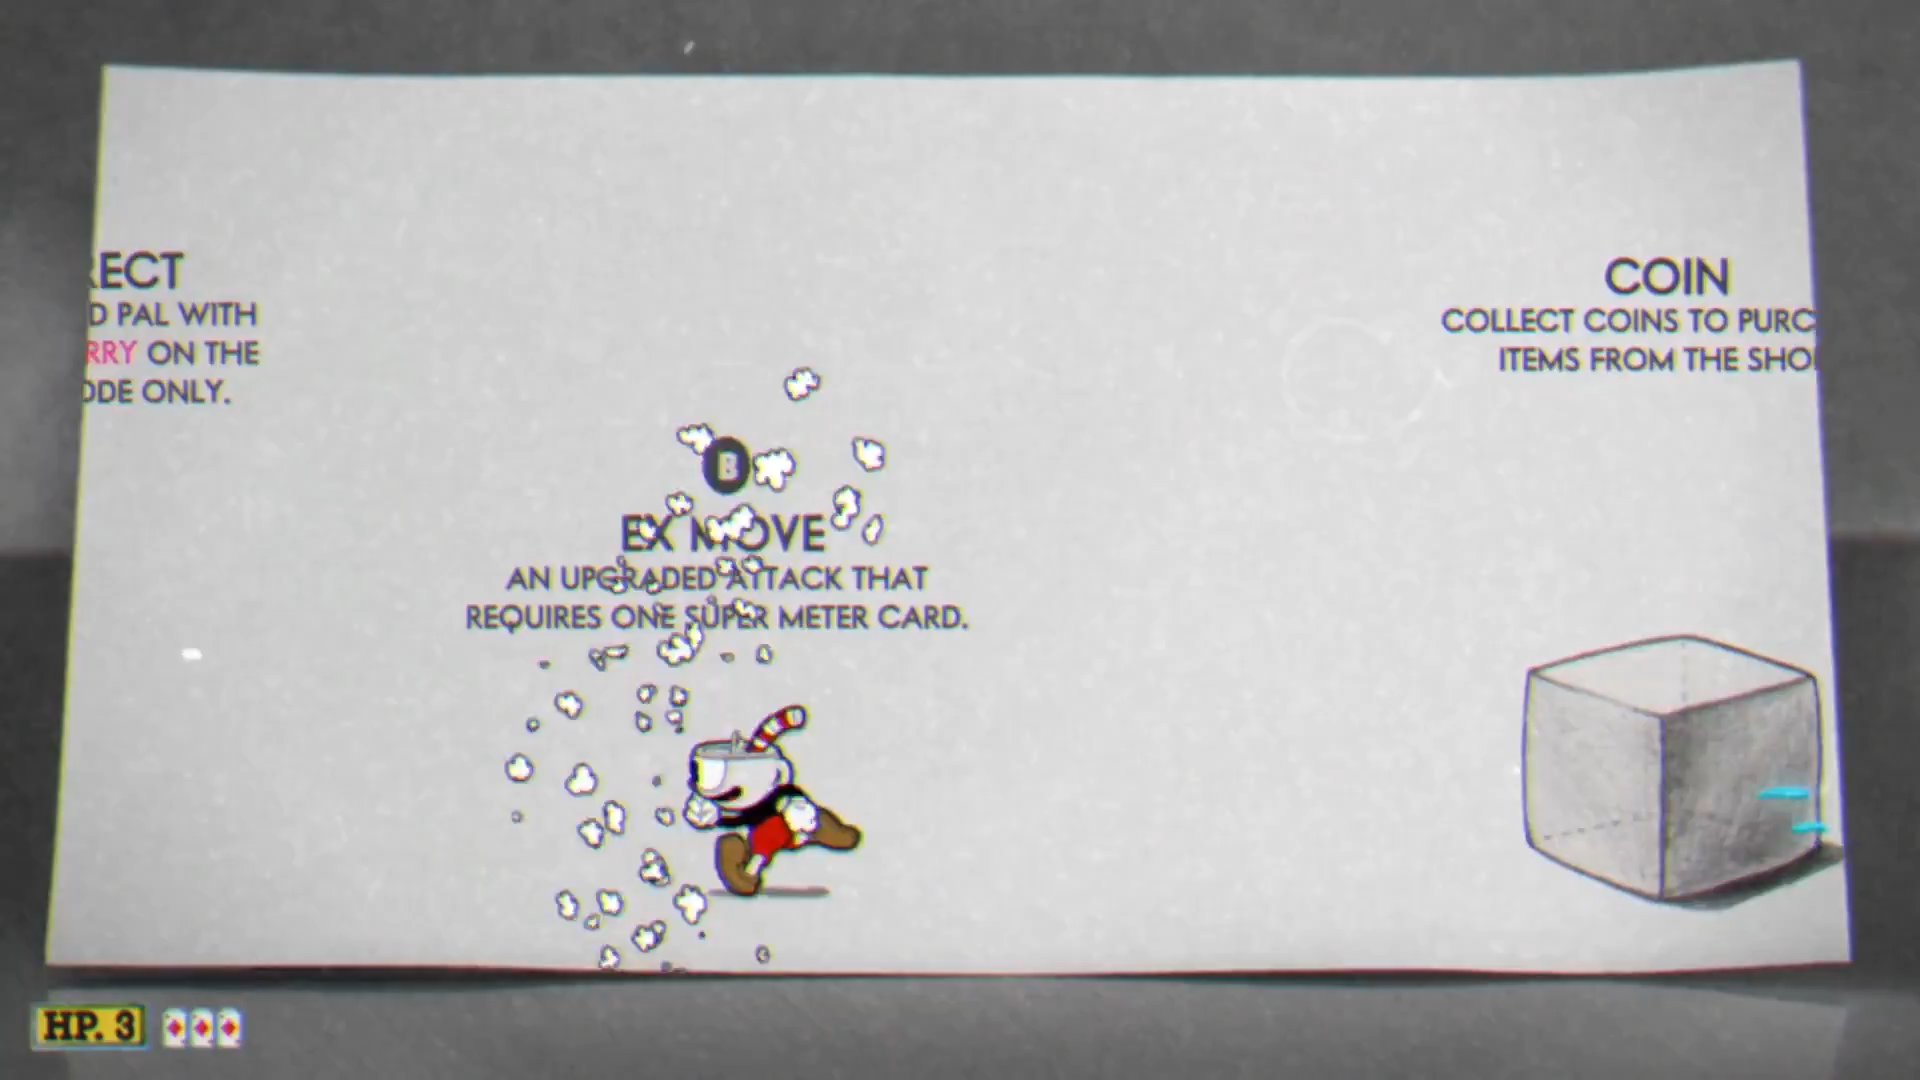 RECT
D PAL WITH
RRY ON THE
ODE ONLY.
B
EX MOVE
AN UPGRADED ATTACK THAT
REQUIRES ONE SUPER METER CARD.
COIN
COLLECT COINS TO PURC
ITEMS FROM THE SHO
HP. 3